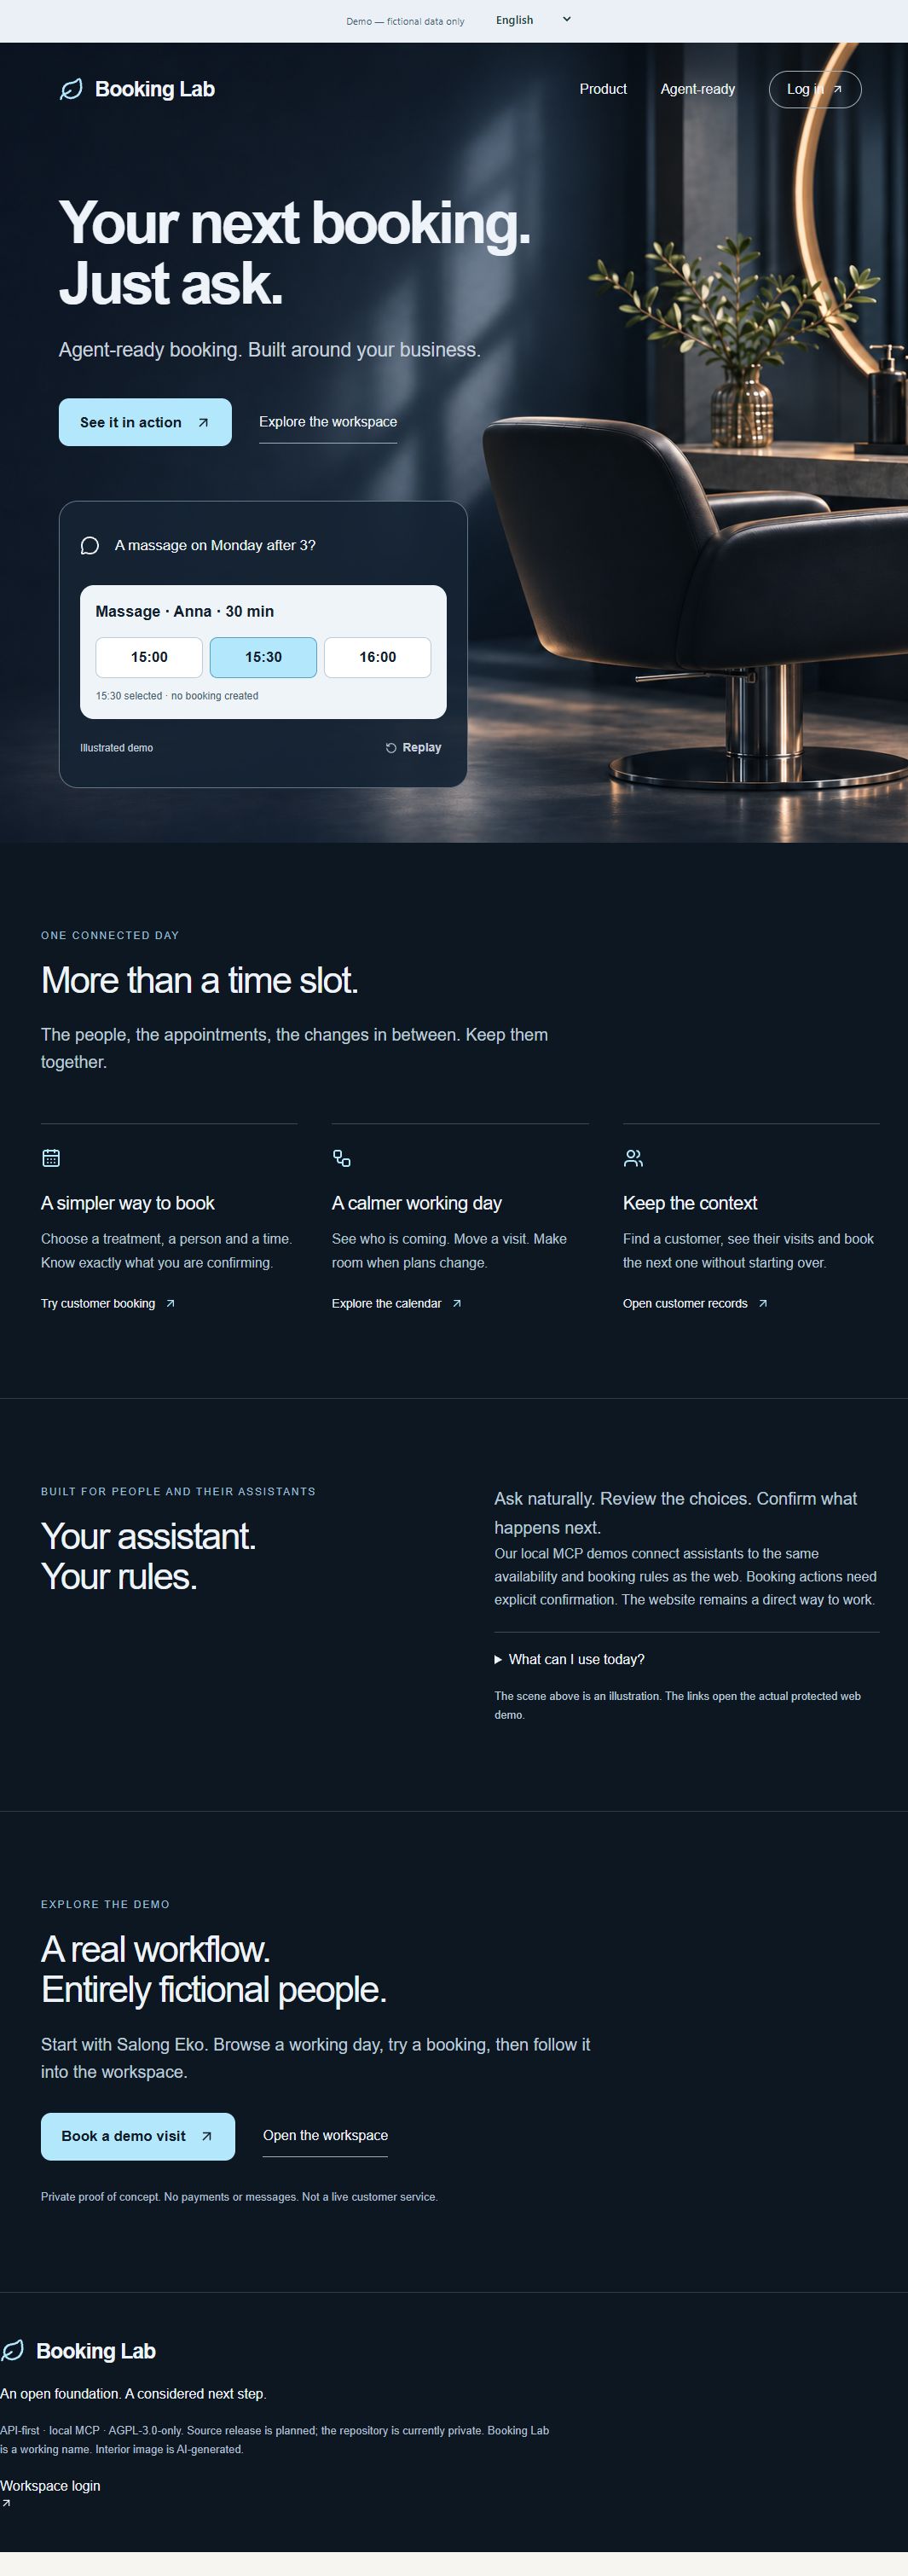 Demo — fictional data only English
Booking Lab Product Agent-ready Log in
Your next booking.
Just ask.
Agent-ready booking. Built around your business.
See it in action Explore the workspace
A massage on Monday after 3?
Massage · Anna · 30 min
15:00 15:30 16:00
15:30 selected · no booking created
Illustrated demo Replay
ONE CONNECTED DAY
More than a time slot.
The people, the appointments, the changes in between. Keep them
together.
A simpler way to book
Choose a treatment, a person and a time.
Know exactly what you are confirming.
Try customer booking
A calmer working day
See who is coming. Move a visit. Make
room when plans change.
Explore the calendar
Keep the context
Find a customer, see their visits and book
the next one without starting over.
Open customer records
BUILT FOR PEOPLE AND THEIR ASSISTANTS
Your assistant.
Your rules.
Ask naturally. Review the choices. Confirm what
happens next.
Our local MCP demos connect assistants to the same
availability and booking rules as the web. Booking actions need
explicit confirmation. The website remains a direct way to work.
What can I use today?
The scene above is an illustration. The links open the actual protected web
demo.
EXPLORE THE DEMO
A real workflow.
Entirely fictional people.
Start with Salong Eko. Browse a working day, try a booking, then follow it
into the workspace.
Book a demo visit Open the workspace
Private proof of concept. No payments or messages. Not a live customer service.
Booking Lab
An open foundation. A considered next step.
API-first · local MCP · AGPL-3.0-only. Source release is planned; the repository is currently private. Booking Lab
is a working name. Interior image is AI-generated.
Workspace login